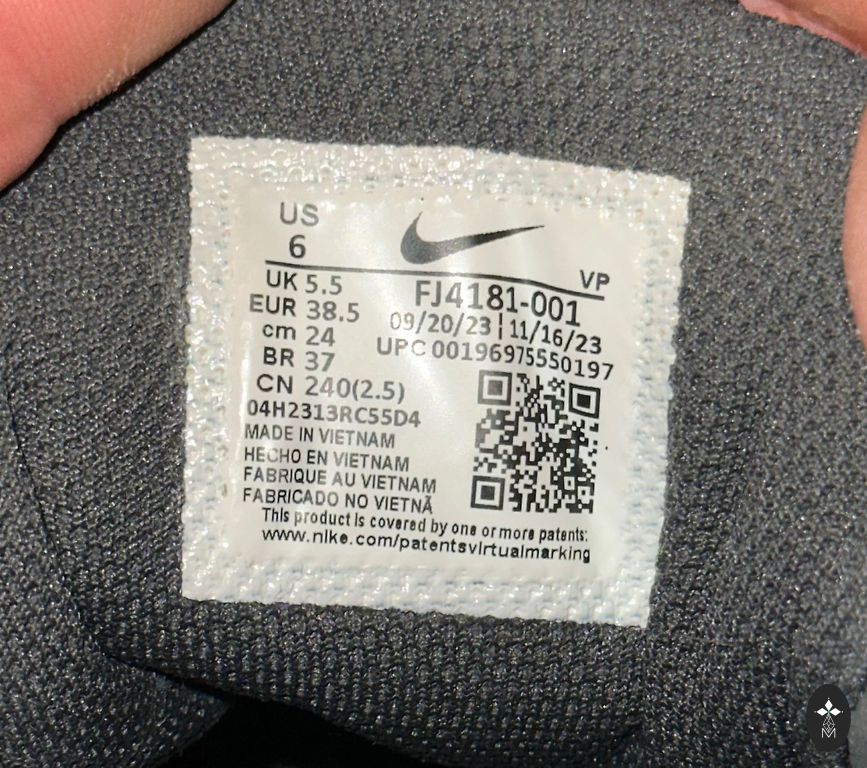 US
6
VP
UK 5.5
EUR 38.5
cm 24
BR 37
CN 240(2.5)
FJ4181-001
09/20/23 | 11/16/23
UPC 00196975550197
04H2313RC55D4
MADE IN VIETNAM
HECHO EN VIETNAM
FABRIQUE AU VIETNAM
FABRICADO NO VIETNÃ
This product is covered by one or more patents:
www.nike.com/patentsvirtualmarking
M